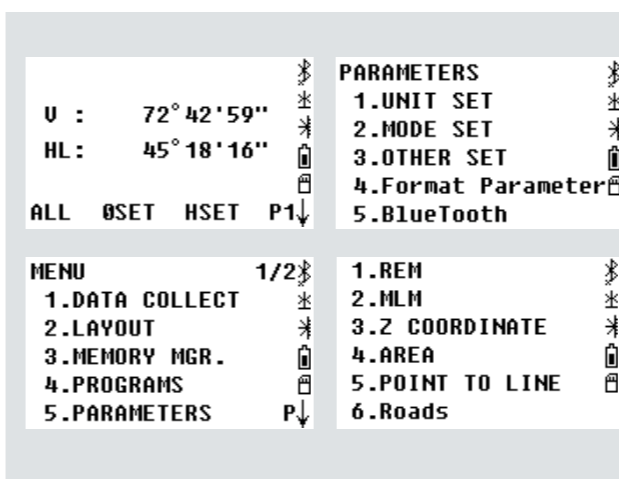 V : 72°42'59''
HL: 45°18'16''
ALL 0SET HSET P1↓
PARAMETERS
1.UNIT SET
2.MODE SET
3.OTHER SET
4.Format Parameter
5.BlueTooth
MENU 1/2
1.DATA COLLECT
2.LAYOUT
3.MEMORY MGR.
4.PROGRAMS
5.PARAMETERS P↓
1.REM
2.MLM
3.Z COORDINATE
4.AREA
5.POINT TO LINE
6.Roads